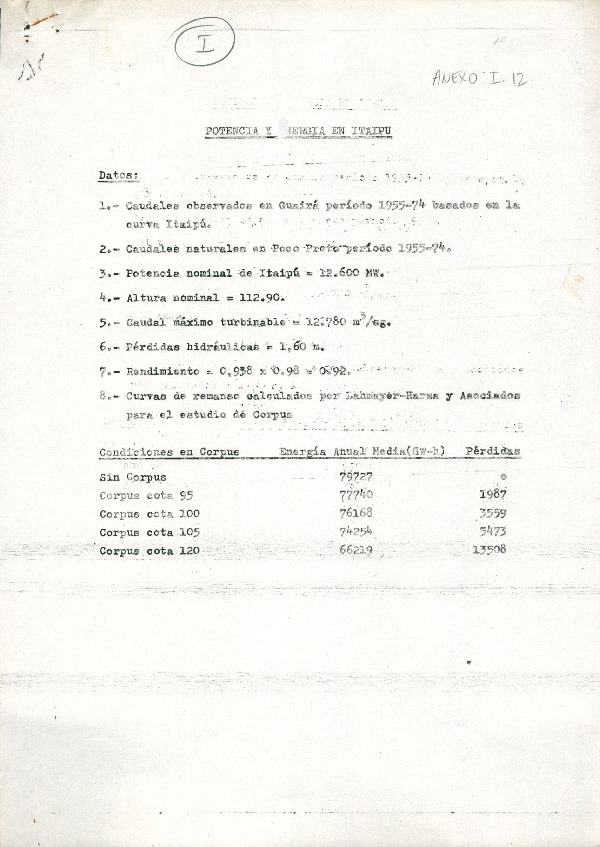 I
ANEXO I.12
POTENCIA Y ENERGIA EN ITAIPU
Datos:
1.- Caudales observados en Guairá período 1955-74 basados en la
curva Itaipú.
2.- Caudales naturales en Poco Preto período 1955-74.
3.- Potencia nominal de Itaipú = 12.600 MW.
4.- Altura nominal = 112.90.
5.- Caudal máximo turbinable = 12.780 m3/sg.
6.- Pérdidas hidráulicas = 1,60 m.
7.- Rendimiento = 0,938 x 0.98 = 0.92.
8.- Curvas de remanso calculados por Lahmayer-Harza y Asociados
para el estudio de Corpus
Condiciones en Corpus Energía Anual Media(GW-h) Pérdidas
Sin Corpus 79727 0
Corpus cota 95 77740 1987
Corpus cota 100 76168 3559
Corpus cota 105 74254 5473
Corpus cota 120 66219 13508